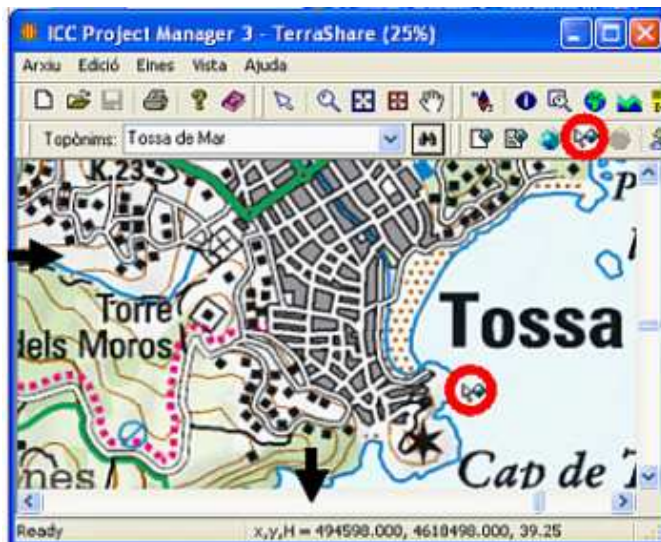 ICC Project Manager 3 - TerraShare (25%)
Arxiu Edició Eines Vista Ajuda
Topònims: Tossa de Mar
K.23
Torre
dels Moros
Tossa
Cap de
Ready x,y,H = 494598.000, 4618498.000, 39.25